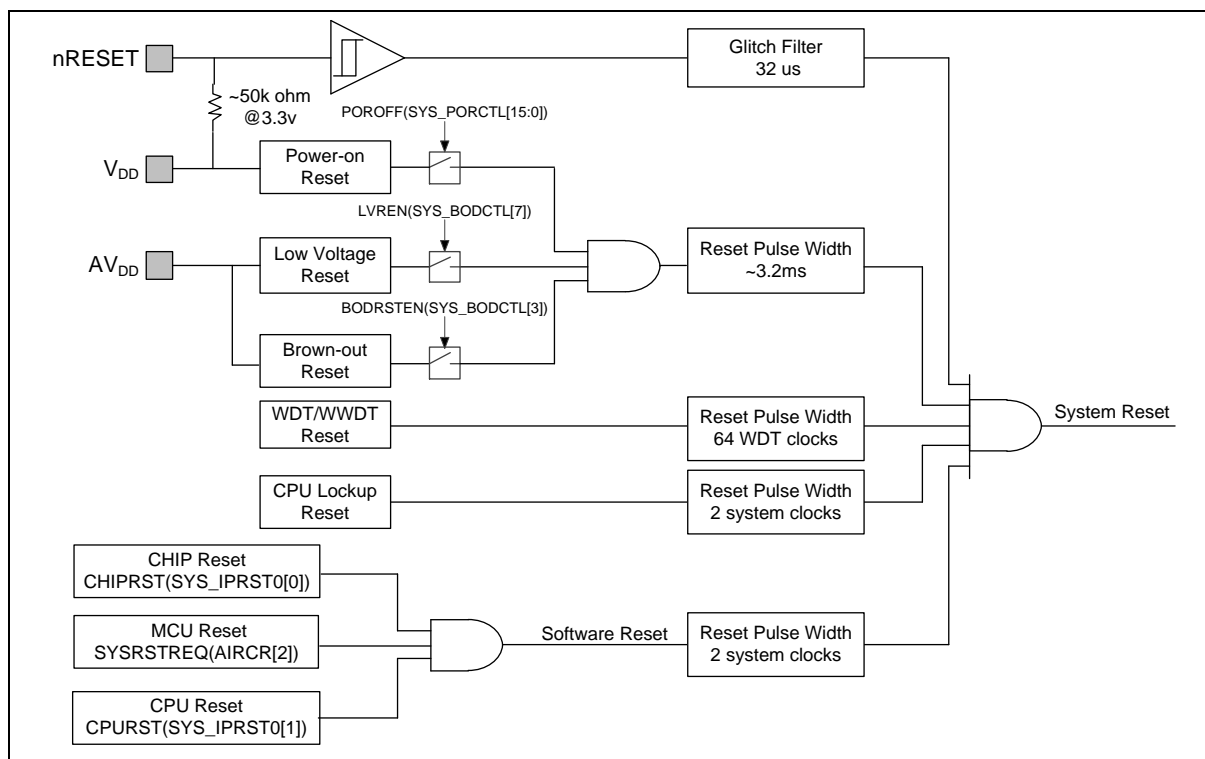 nRESET
Glitch Filter
32 us
~50k ohm
@3.3v
POROFF(SYS_PORCTL[15:0])
VDD
Power-on
Reset
LVREN(SYS_BODCTL[7])
AVDD
Low Voltage
Reset
Reset Pulse Width
~3.2ms
BODRSTEN(SYS_BODCTL[3])
Brown-out
Reset
WDT/WWDT
Reset
Reset Pulse Width
64 WDT clocks
System Reset
CPU Lockup
Reset
Reset Pulse Width
2 system clocks
CHIP Reset
CHIPRST(SYS_IPRST0[0])
MCU Reset
SYSRSTREQ(AIRCR[2])
Software Reset
Reset Pulse Width
2 system clocks
CPU Reset
CPURST(SYS_IPRST0[1])